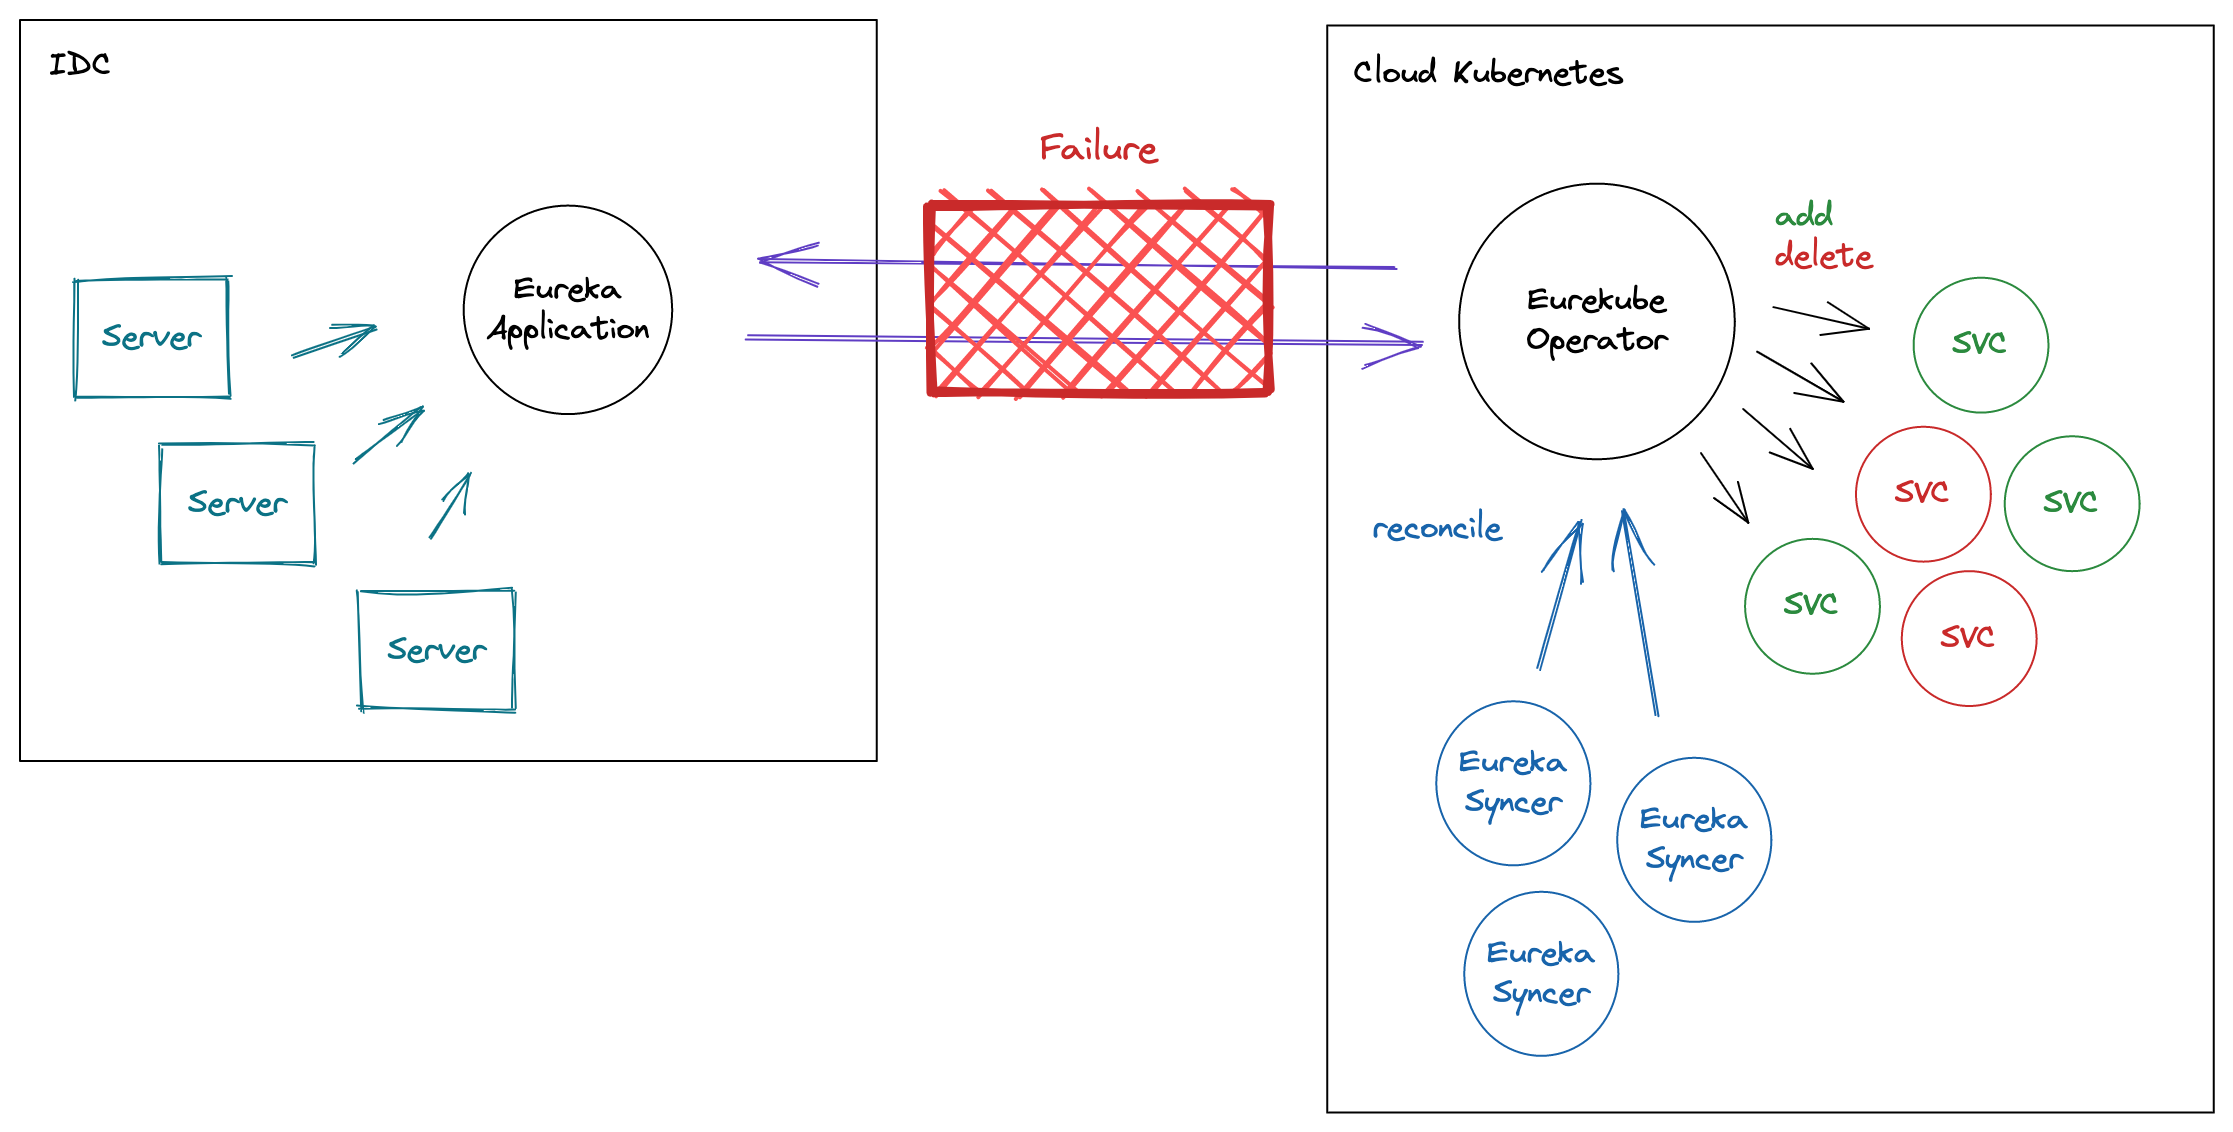 IDC
Server
Server
Server
Eureka
Application
Failure
Cloud Kubernetes
Eurekube
Operator
add
delete
SVC
SVC
SVC
SVC
SVC
reconcile
Eureka
Syncer
Eureka
Syncer
Eureka
Syncer